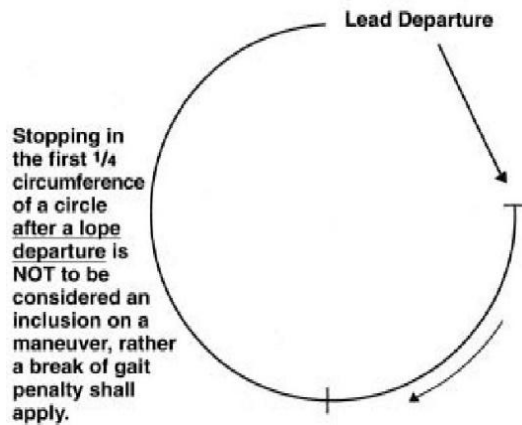 Lead Departure
Stopping in
the first 1/4
circumference
of a circle
after a lope
departure is
NOT to be
considered an
inclusion on a
maneuver, rather
a break of gait
penalty shall
apply.